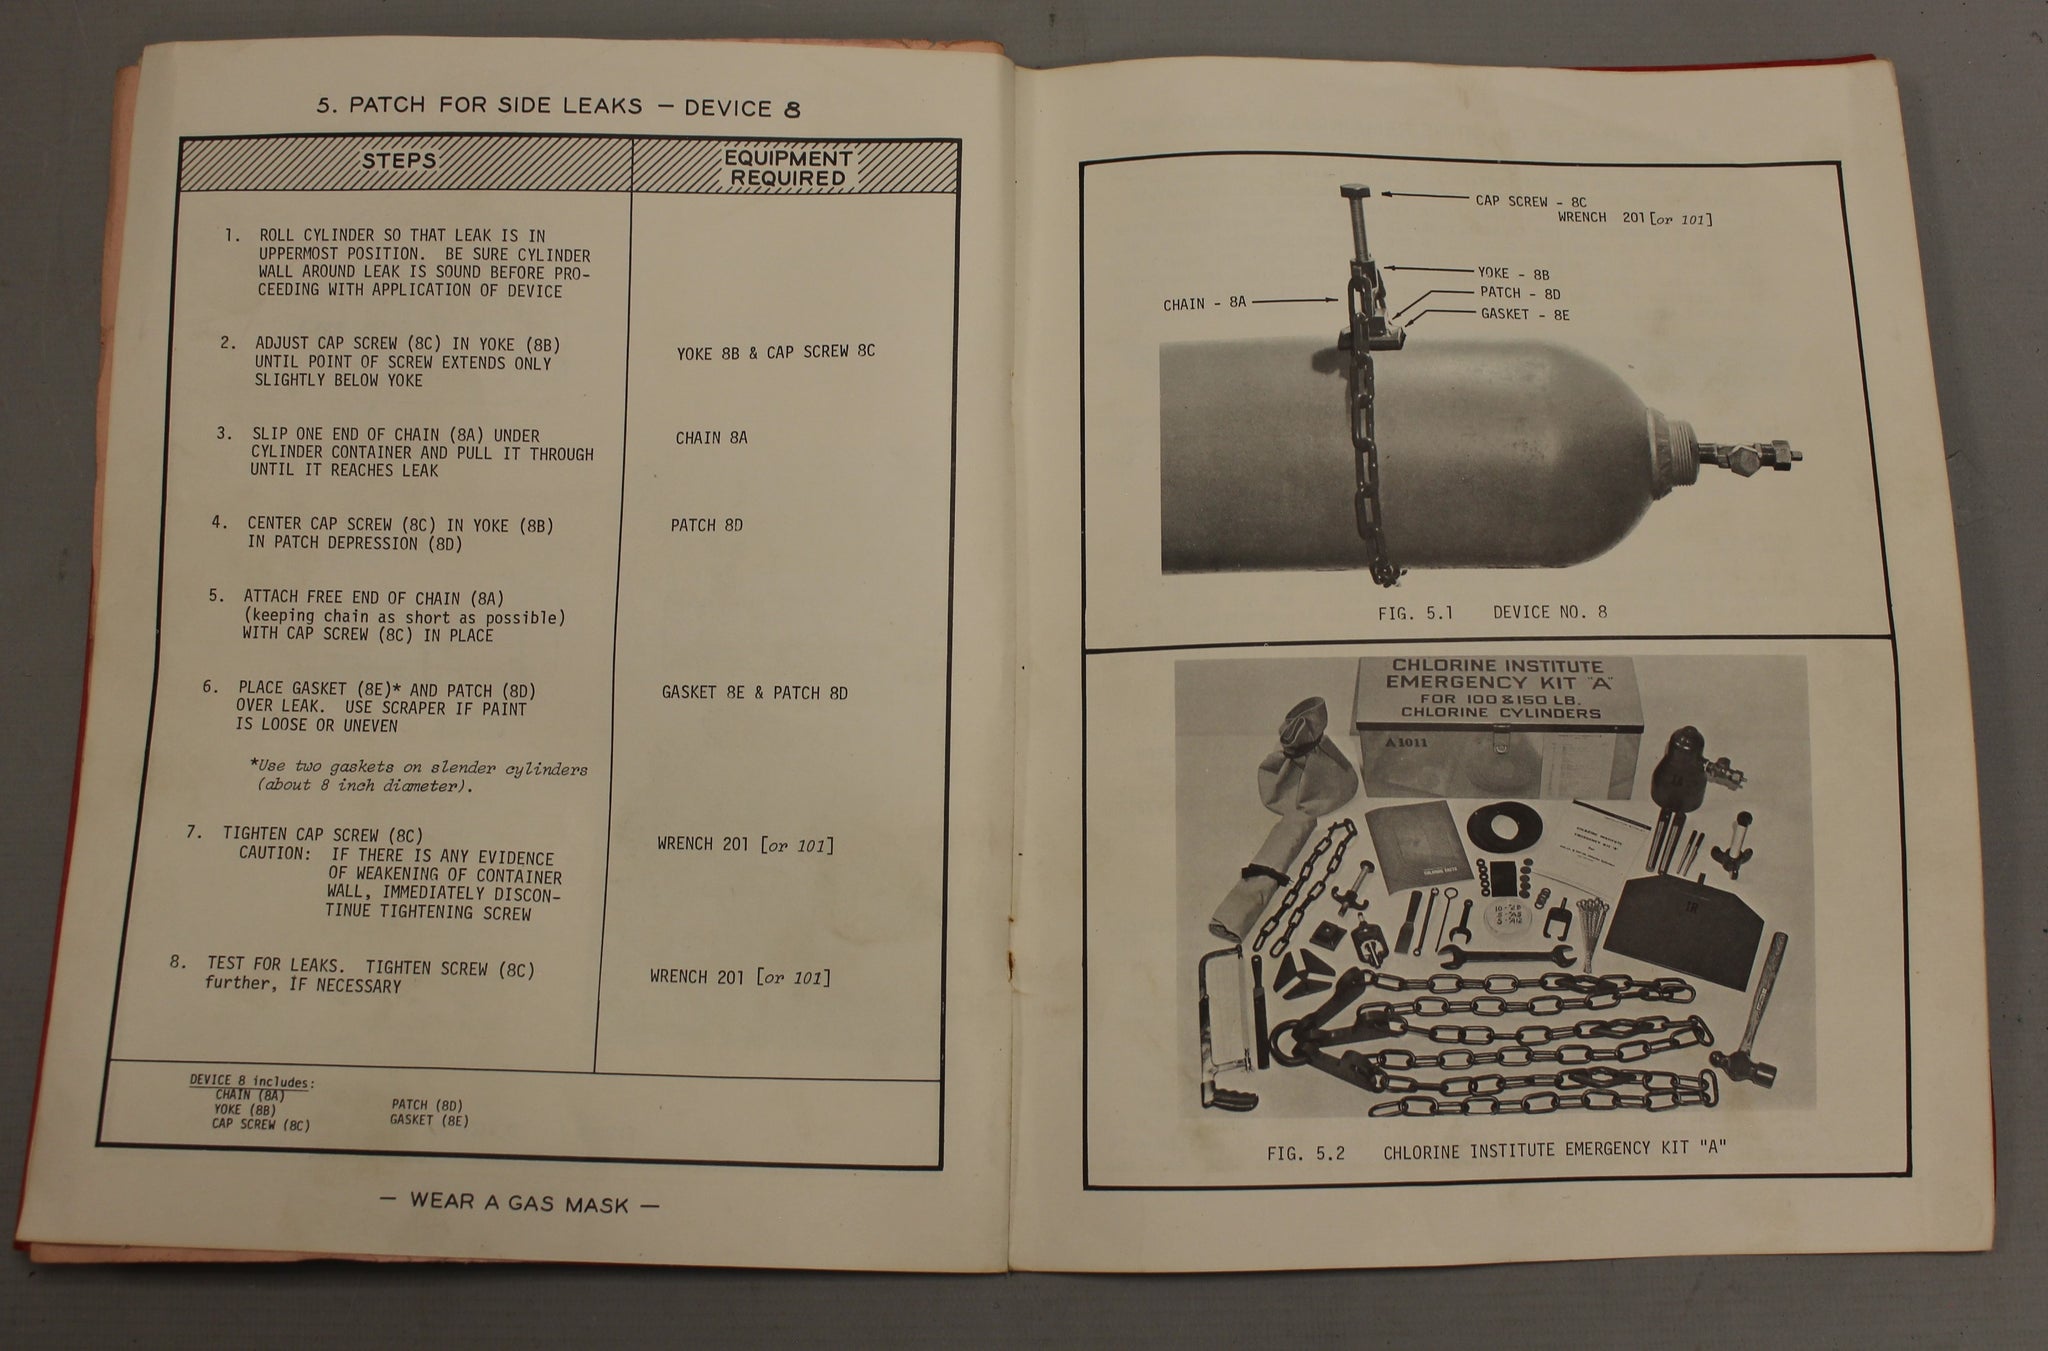 5. PATCH FOR SIDE LEAKS — DEVICE 8
STEPS
EQUIPMENT
REQUIRED
1. ROLL CYLINDER SO THAT LEAK IS IN
UPPERMOST POSITION. BE SURE CYLINDER
WALL AROUND LEAK IS SOUND BEFORE PRO-
CEEDING WITH APPLICATION OF DEVICE
2. ADJUST CAP SCREW (8C) IN YOKE (8B)
UNTIL POINT OF SCREW EXTENDS ONLY
SLIGHTLY BELOW YOKE
YOKE 8B & CAP SCREW 8C
3. SLIP ONE END OF CHAIN (8A) UNDER
CYLINDER CONTAINER AND PULL IT THROUGH
UNTIL IT REACHES LEAK
CHAIN 8A
4. CENTER CAP SCREW (8C) IN YOKE (8B)
IN PATCH DEPRESSION (8D)
PATCH 8D
5. ATTACH FREE END OF CHAIN (8A)
(keeping chain as short as possible)
WITH CAP SCREW (8C) IN PLACE
6. PLACE GASKET (8E)* AND PATCH (8D)
OVER LEAK. USE SCRAPER IF PAINT
IS LOOSE OR UNEVEN
GASKET 8E & PATCH 8D
*Use two gaskets on slender cylinders
(about 8 inch diameter).
7. TIGHTEN CAP SCREW (8C)
CAUTION: IF THERE IS ANY EVIDENCE
OF WEAKENING OF CONTAINER
WALL, IMMEDIATELY DISCON-
TINUE TIGHTENING SCREW
WRENCH 201 [or 101]
8. TEST FOR LEAKS. TIGHTEN SCREW (8C)
further, IF NECESSARY
WRENCH 201 [or 101]
DEVICE 8 includes:
CHAIN (8A)
YOKE (8B)
CAP SCREW (8C)
PATCH (8D)
GASKET (8E)
— WEAR A GAS MASK —
CAP SCREW - 8C
WRENCH 201 [or 101]
YOKE - 8B
PATCH - 8D
GASKET - 8E
CHAIN - 8A
FIG. 5.1 DEVICE NO. 8
CHLORINE INSTITUTE
EMERGENCY KIT "A"
FOR 100 & 150 LB.
CHLORINE CYLINDERS
A 1011
CHLORINE INSTITUTE
EMERGENCY KIT "A"
1A
1B
FIG. 5.2 CHLORINE INSTITUTE EMERGENCY KIT "A"